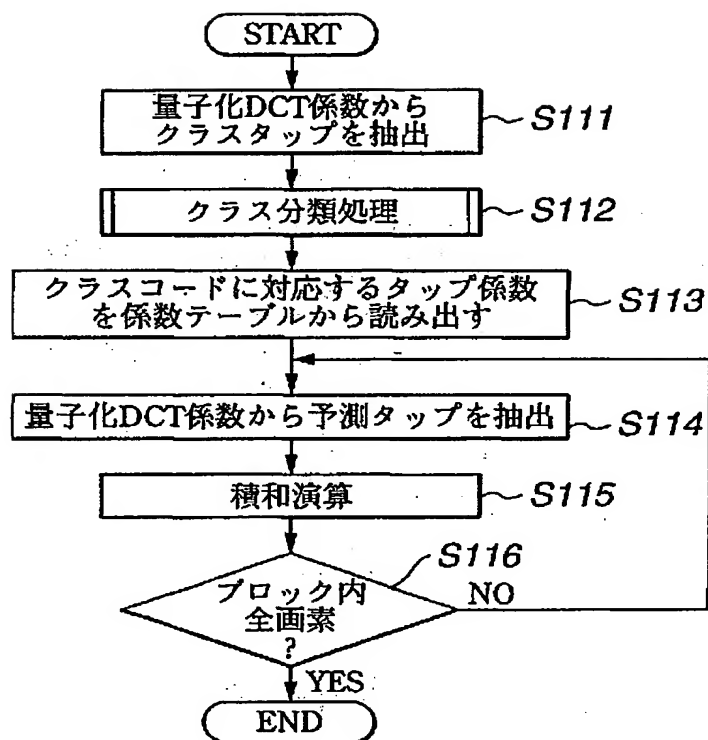 START
量子化DCT係数から
クラスタップを抽出
S111
クラス分類処理
S112
クラスコードに対応するタップ係数
を係数テーブルから読み出す
S113
量子化DCT係数から予測タップを抽出
S114
積和演算
S115
S116
ブロック内
全画素
?
NO
YES
END